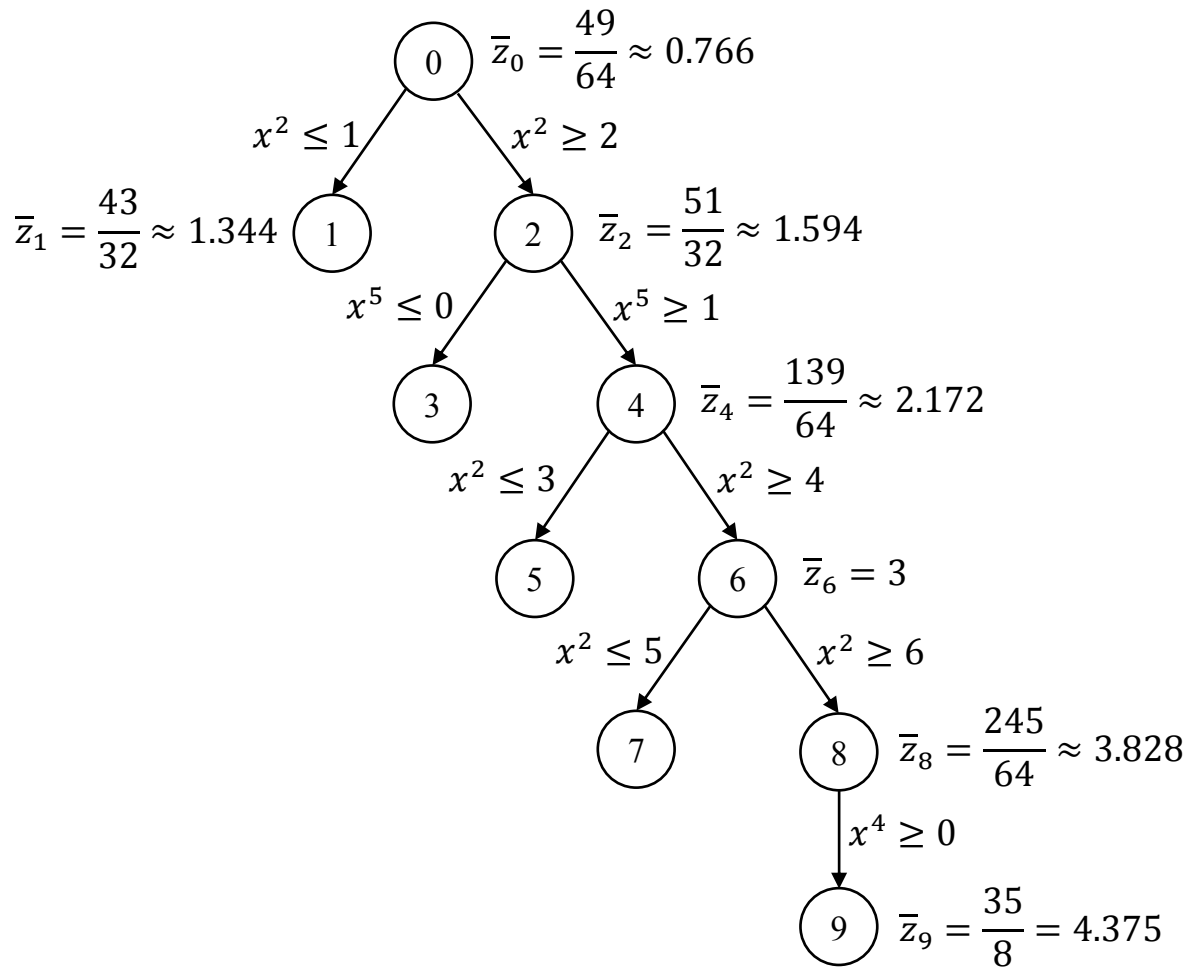 0 z̅₀ = 49/64 ≈ 0.766
x² ≤ 1 x² ≥ 2
z̅₁ = 43/32 ≈ 1.344 1 2 z̅₂ = 51/32 ≈ 1.594
x⁵ ≤ 0 x⁵ ≥ 1
3 4 z̅₄ = 139/64 ≈ 2.172
x² ≤ 3 x² ≥ 4
5 6 z̅₆ = 3
x² ≤ 5 x² ≥ 6
7 8 z̅₈ = 245/64 ≈ 3.828
x⁴ ≥ 0
9 z̅₉ = 35/8 = 4.375